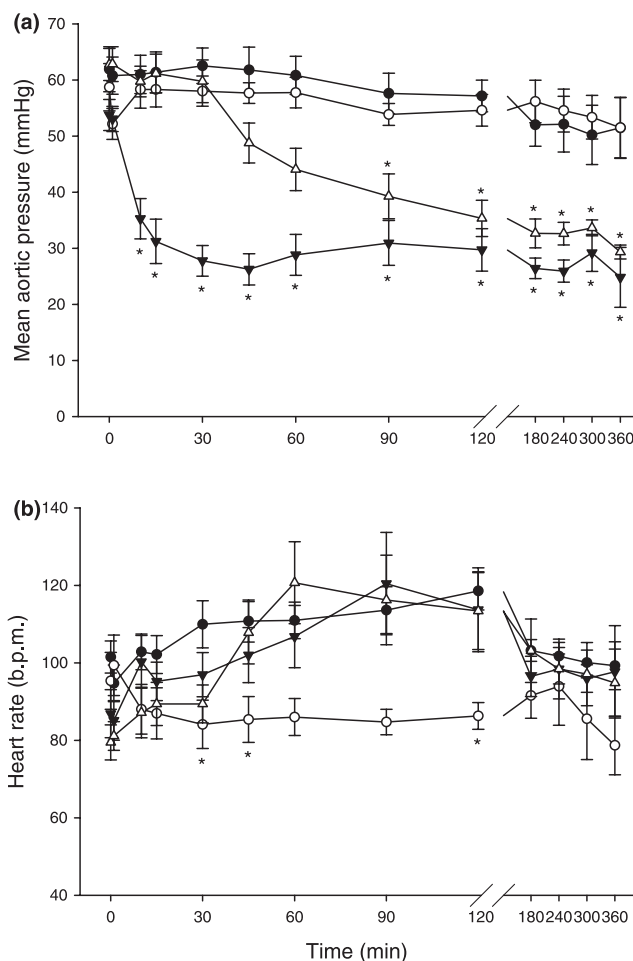 (a)
70
60
50
40
30
20
10
0
Mean aortic pressure (mmHg)
* * * * * * * *
* * * * * * * * * * *
0 30 60 90 120 180 240 300 360
(b)
140
120
100
80
60
40
Heart rate (b.p.m.)
* * *
0 30 60 90 120 180 240 300 360
Time (min)